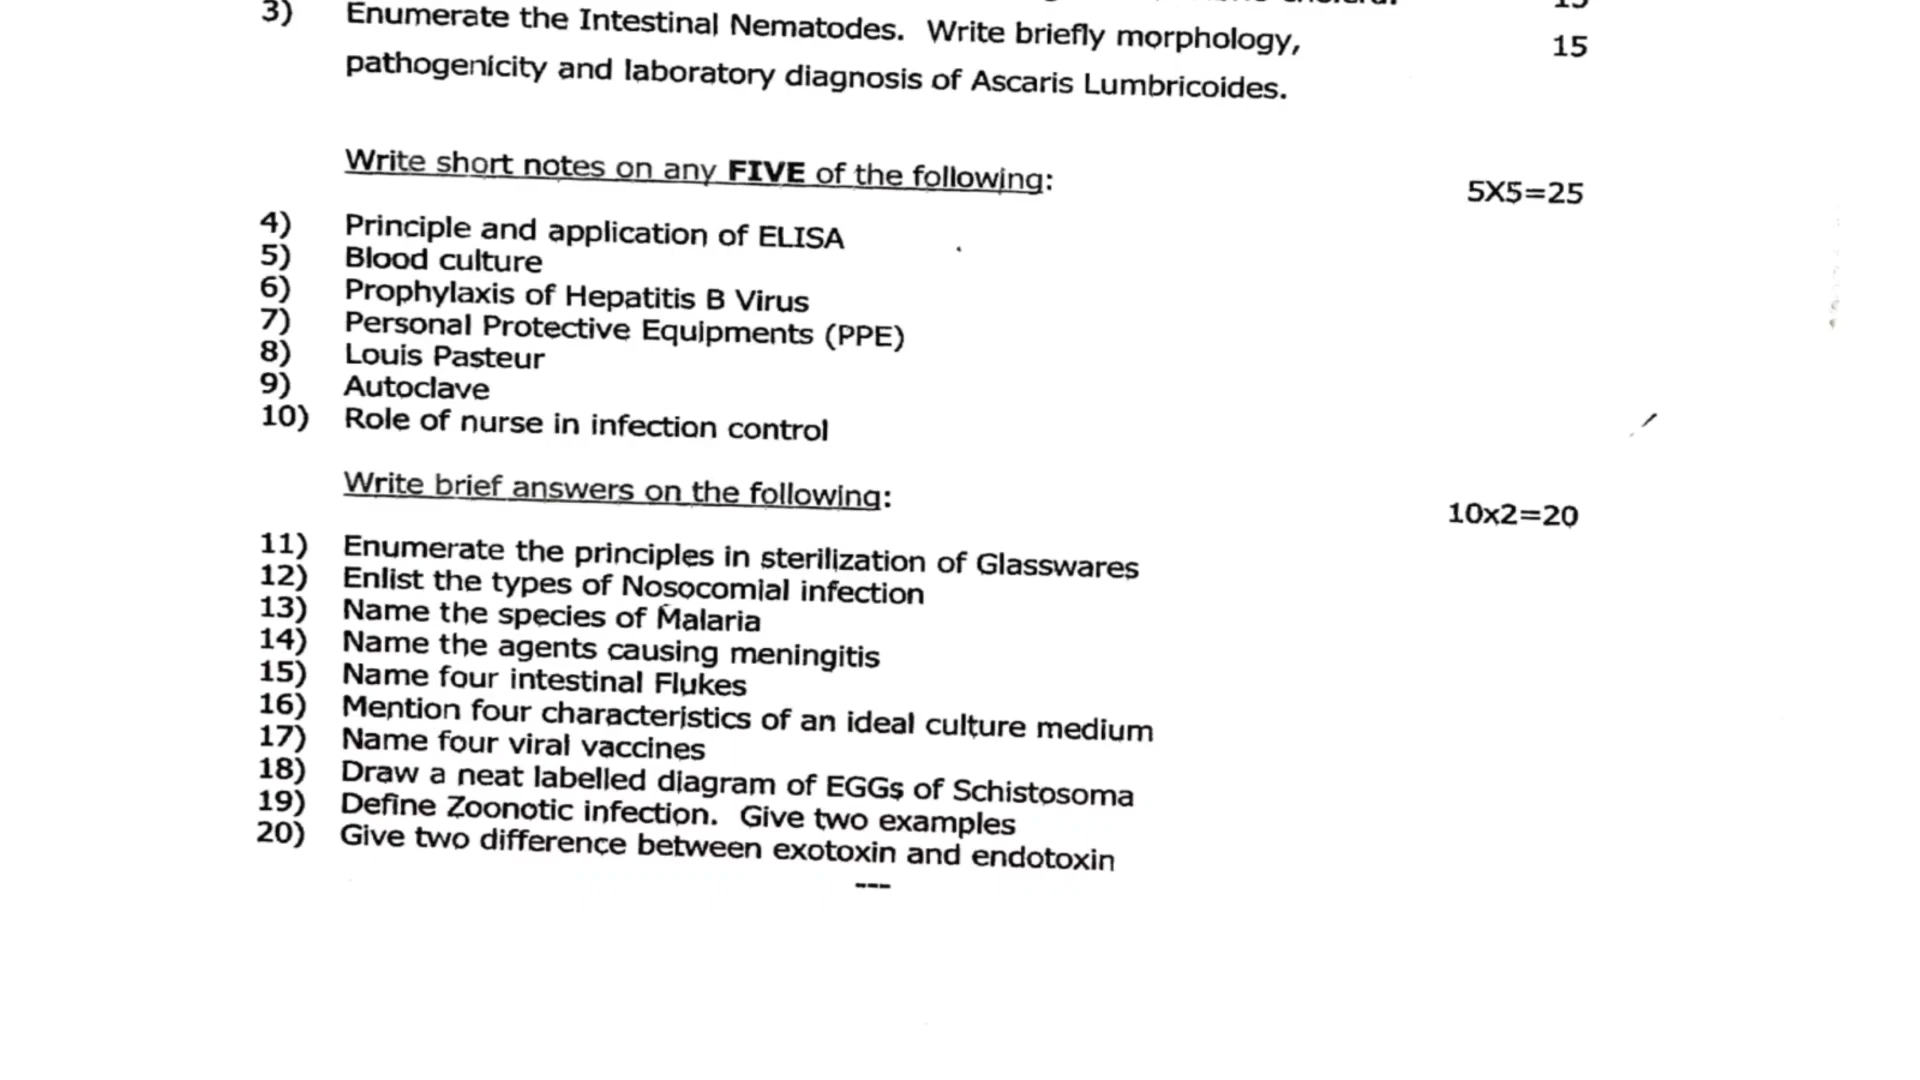 3) Enumerate the Intestinal Nematodes. Write briefly morphology, 15
pathogenicity and laboratory diagnosis of Ascaris Lumbricoides.
Write short notes on any FIVE of the following: 5X5=25
4) Principle and application of ELISA
5) Blood culture
6) Prophylaxis of Hepatitis B Virus
7) Personal Protective Equipments (PPE)
8) Louis Pasteur
9) Autoclave
10) Role of nurse in infection control
Write brief answers on the following: 10x2=20
11) Enumerate the principles in sterilization of Glasswares
12) Enlist the types of Nosocomial infection
13) Name the species of Malaria
14) Name the agents causing meningitis
15) Name four intestinal Flukes
16) Mention four characteristics of an ideal culture medium
17) Name four viral vaccines
18) Draw a neat labelled diagram of EGGs of Schistosoma
19) Define Zoonotic infection. Give two examples
20) Give two difference between exotoxin and endotoxin
---